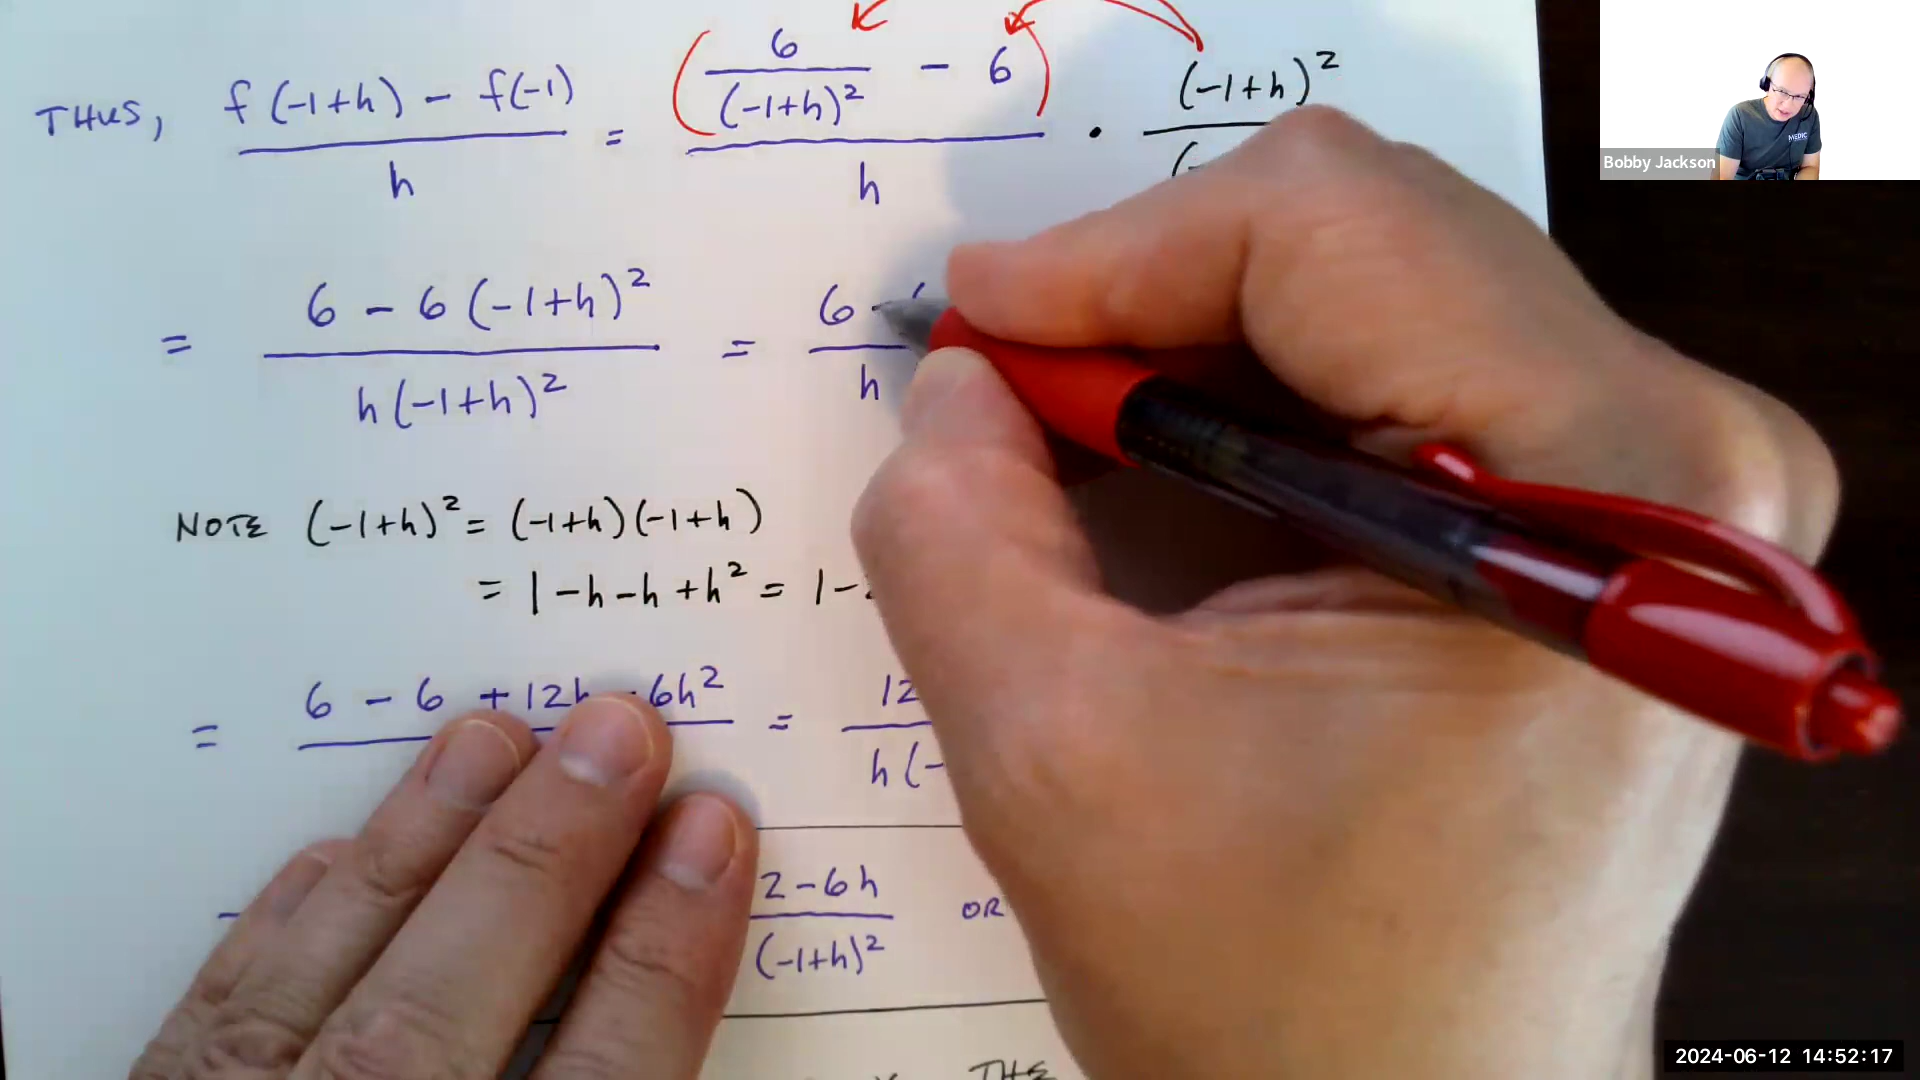 THUS, f(-1+h) - f(-1) / h = (6/(-1+h)² - 6) / h · (-1+h)²
= 6 - 6(-1+h)² / h(-1+h)² = 6 - / h
NOTE (-1+h)² = (-1+h)(-1+h)
= 1-h-h+h² = 1-
= 6 - 6 +12h 6h² = 12 / h(-
2-6h / (-1+h)² OR
THE
Bobby Jackson
MEDIC
2024-06-12 14:52:17